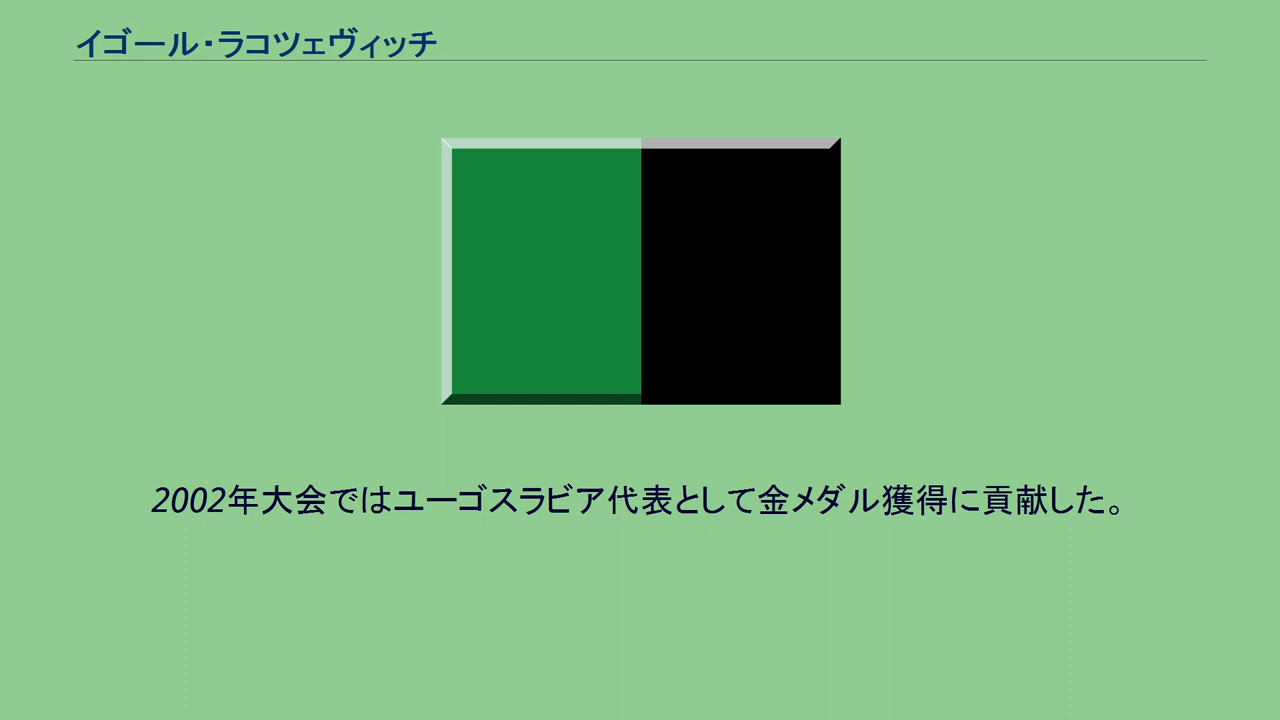 イゴール・ラコツェヴィッチ
2002年大会ではユーゴスラビア代表として金メダル獲得に貢献した。